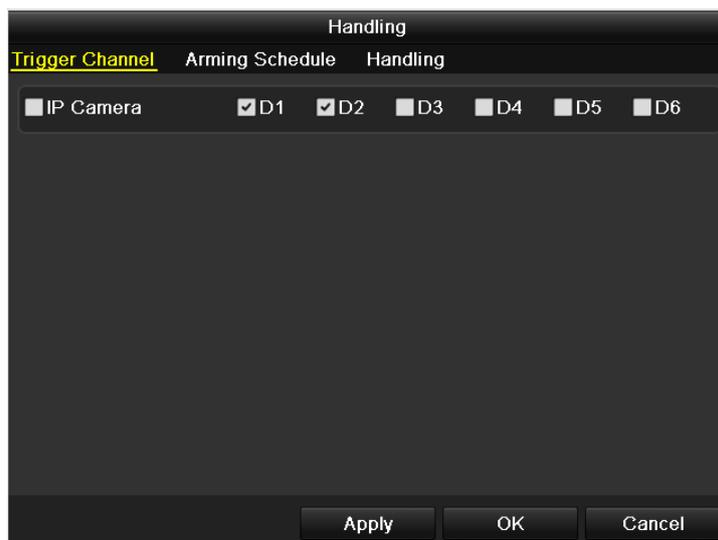 Handling
Trigger Channel Arming Schedule Handling
IP Camera D1 D2 D3 D4 D5 D6
Apply OK Cancel